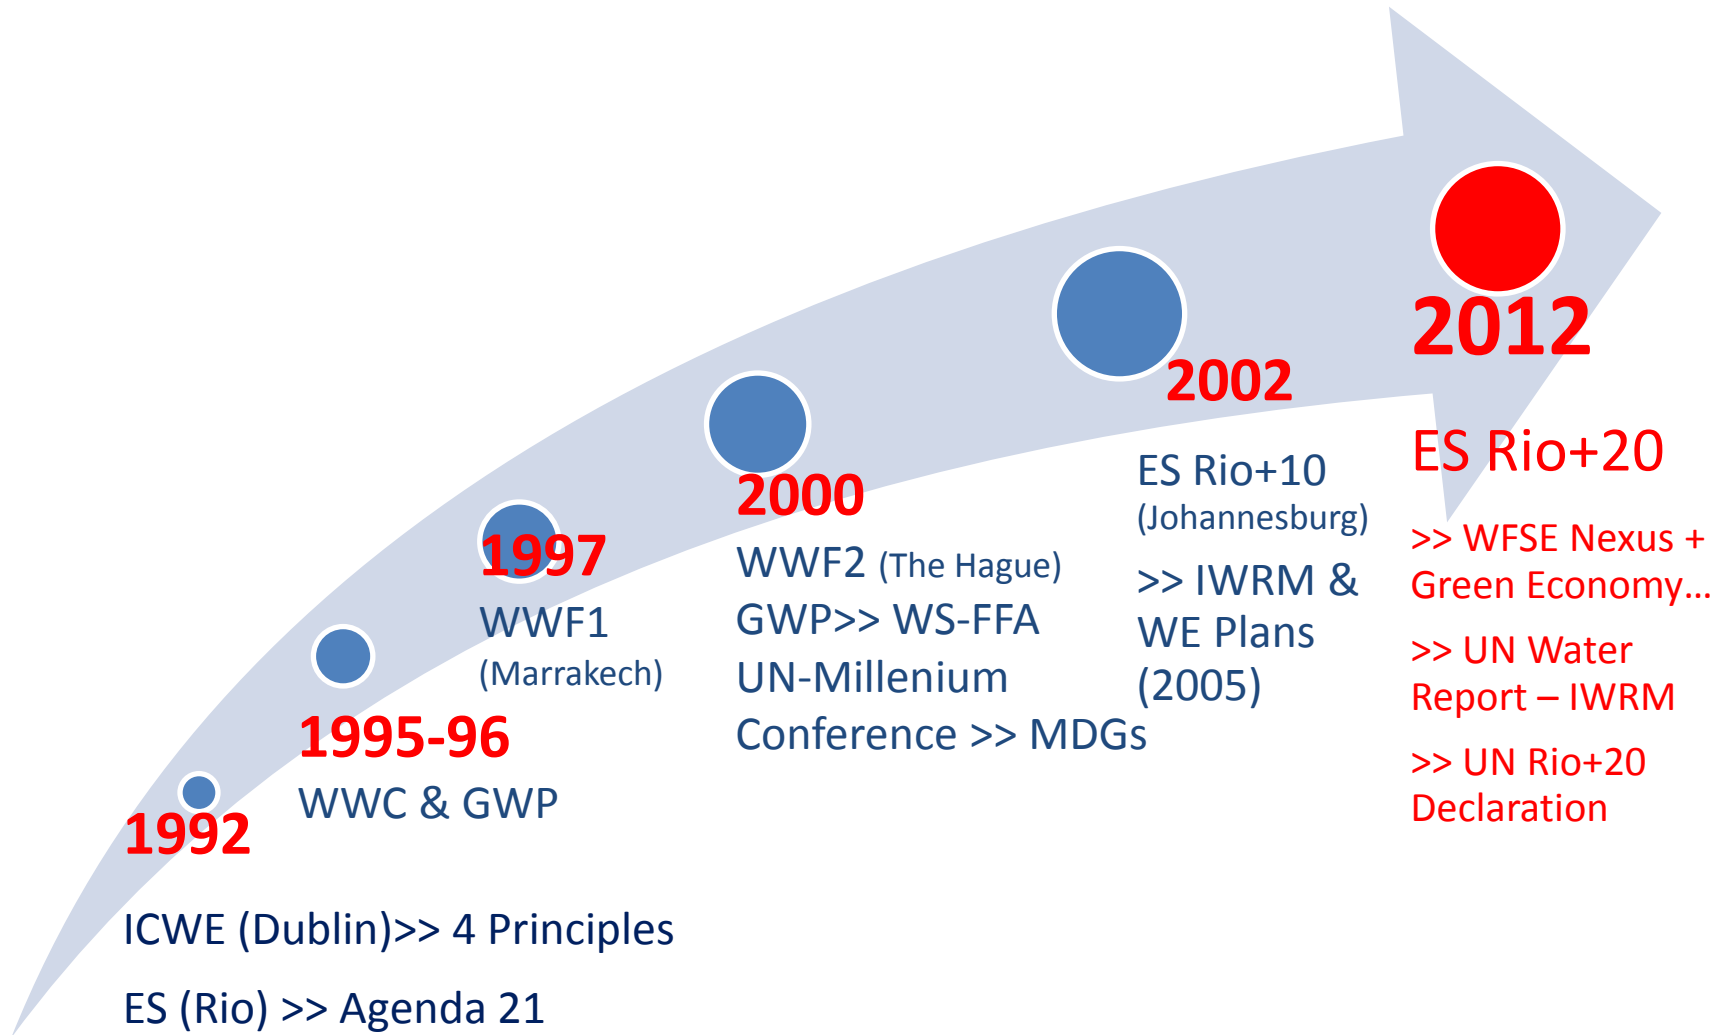 1992
ICWE (Dublin)>> 4 Principles
ES (Rio) >> Agenda 21
1995-96
WWC & GWP
1997
WWF1
(Marrakech)
2000
WWF2 (The Hague)
GWP>> WS-FFA
UN-Millenium
Conference >> MDGs
2002
ES Rio+10
(Johannesburg)
>> IWRM &
WE Plans
(2005)
2012
ES Rio+20
>> WFSE Nexus +
Green Economy...
>> UN Water
Report – IWRM
>> UN Rio+20
Declaration